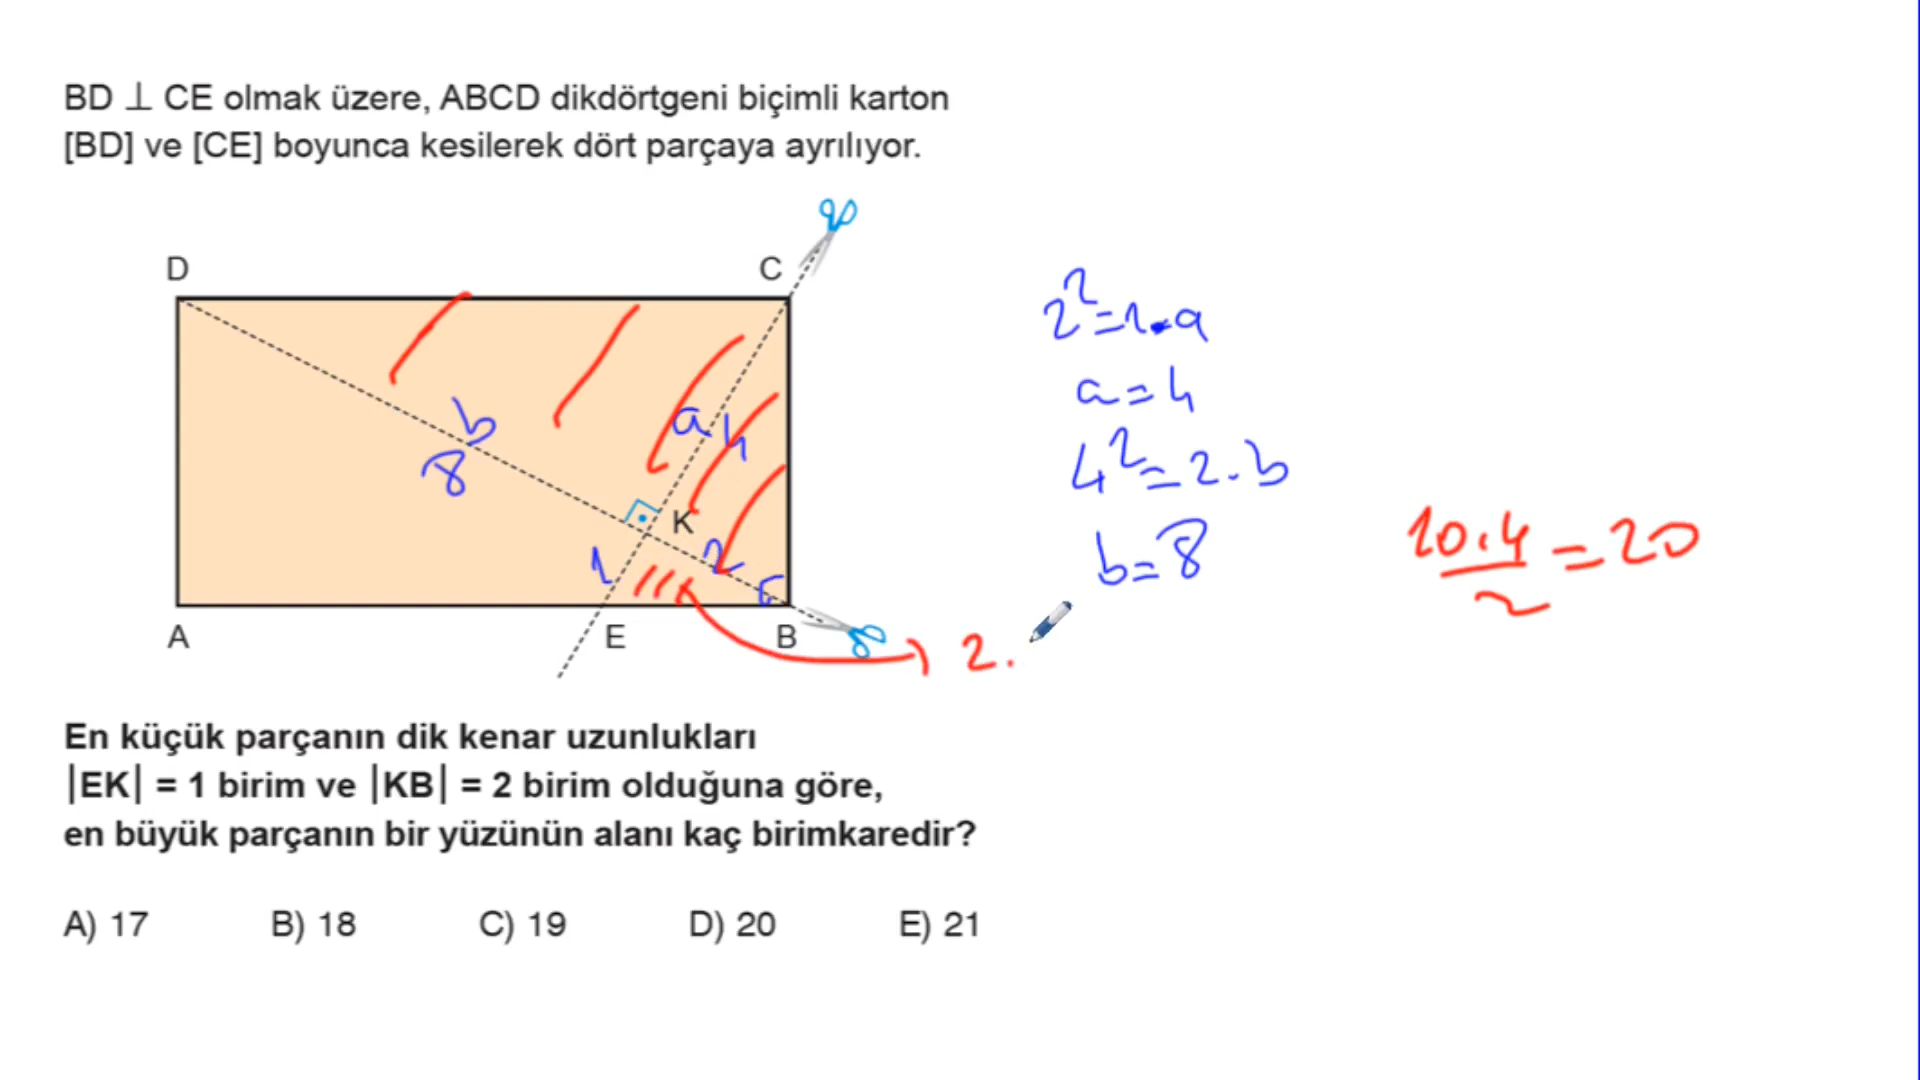 BD ⊥ CE olmak üzere, ABCD dikdörtgeni biçimli karton
[BD] ve [CE] boyunca kesilerek dört parçaya ayrılıyor.
D
C
2² = 1 · a
a
4
a = 4
b
8
4² = 2 · b
K
b = 8
10 · 4 = 20
2
1
2
A
E
B
2.
En küçük parçanın dik kenar uzunlukları
|EK| = 1 birim ve |KB| = 2 birim olduğuna göre,
en büyük parçanın bir yüzünün alanı kaç birimkaredir?
A) 17 B) 18 C) 19 D) 20 E) 21